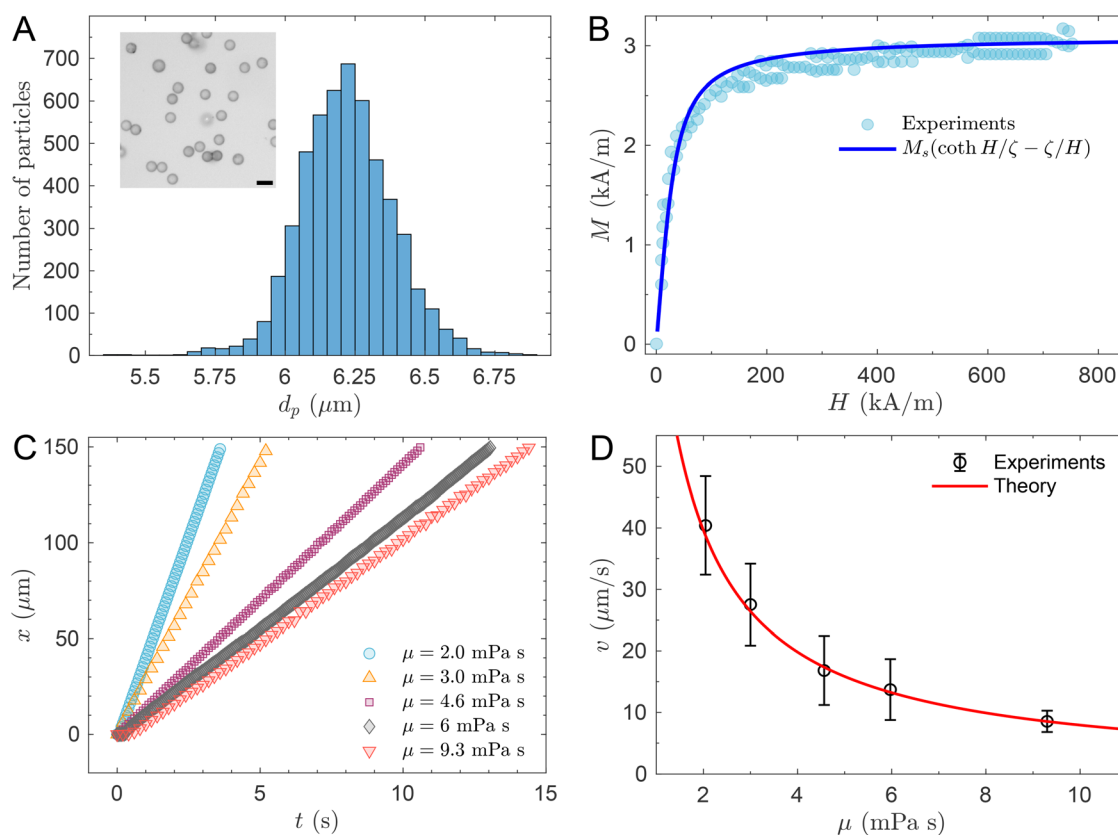 A
Number of particles
700
600
500
400
300
200
100
0
5.5
5.75
6
6.25
6.5
6.75
d_p (μm)
B
M (kA/m)
3
2
1
0
Experiments
M_s(coth H/ζ − ζ/H)
0
200
400
600
800
H (kA/m)
C
x (μm)
150
100
50
0
μ = 2.0 mPa s
μ = 3.0 mPa s
μ = 4.6 mPa s
μ = 6 mPa s
μ = 9.3 mPa s
0
5
10
15
t (s)
D
v (μm/s)
50
40
30
20
10
0
Experiments
Theory
2
4
6
8
10
μ (mPa s)